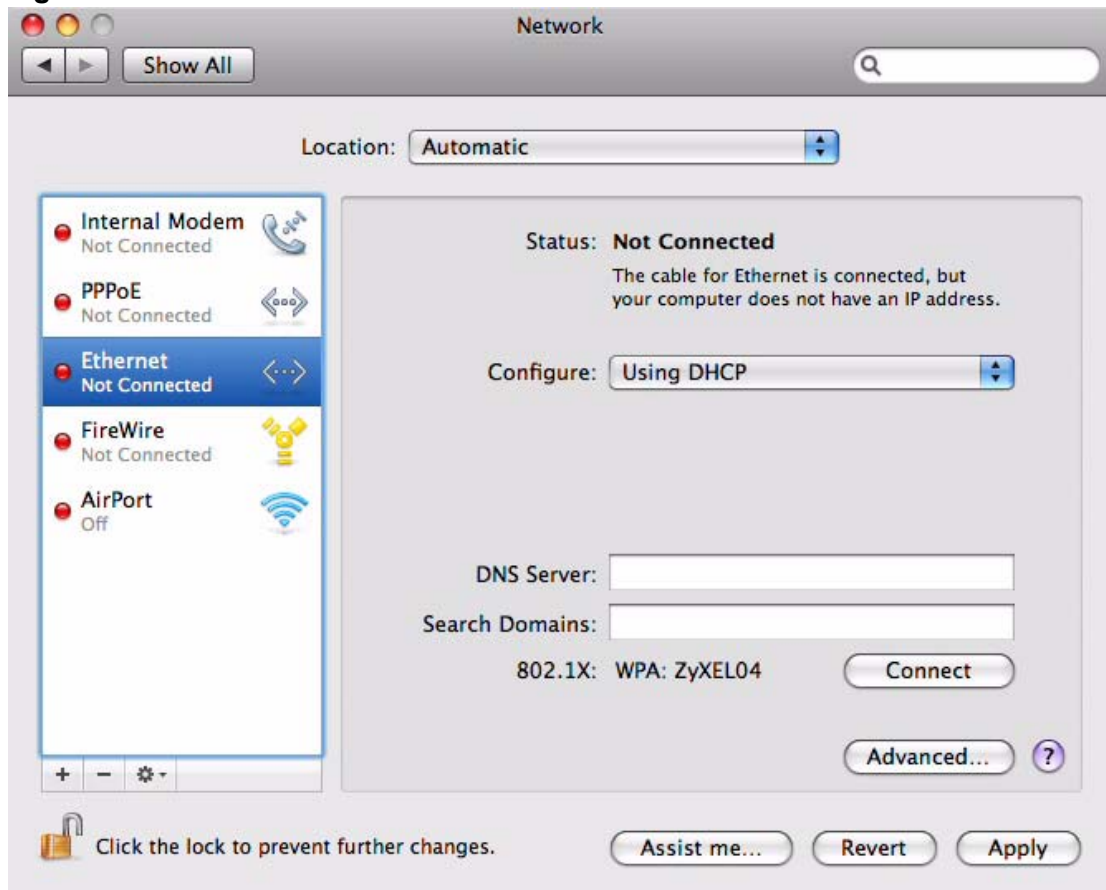 Network
Show All
Location: Automatic
Internal Modem
Not Connected
PPPoE
Not Connected
Ethernet
Not Connected
FireWire
Not Connected
AirPort
Off
Status: Not Connected
The cable for Ethernet is connected, but
your computer does not have an IP address.
Configure: Using DHCP
DNS Server:
Search Domains:
802.1X: WPA: ZyXEL04 Connect
Advanced... ?
Click the lock to prevent further changes.
Assist me... Revert Apply